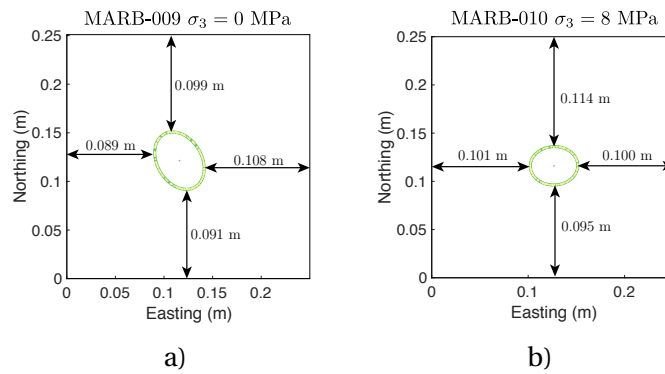 MARB-009 σ₃ = 0 MPa
0.25
0.2
0.15
0.1
0.05
0
0 0.05 0.1 0.15 0.2
Northing (m)
Easting (m)
0.099 m
0.089 m
0.108 m
0.091 m
a)
MARB-010 σ₃ = 8 MPa
0.25
0.2
0.15
0.1
0.05
0
0 0.1 0.2
Northing (m)
Easting (m)
0.114 m
0.101 m
0.100 m
0.095 m
b)